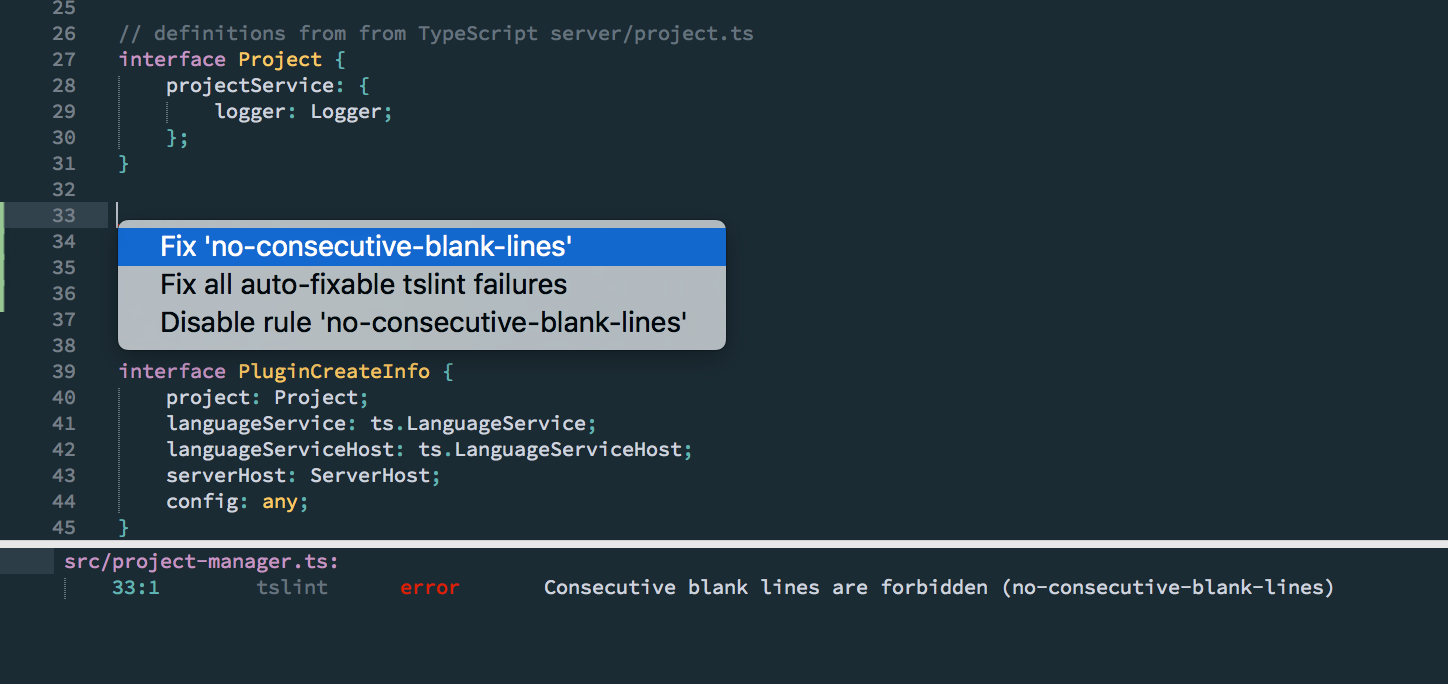 25
26 // definitions from from TypeScript server/project.ts
27 interface Project {
28 projectService: {
29 logger: Logger;
30 };
31 }
32
33
Fix 'no-consecutive-blank-lines'
Fix all auto-fixable tslint failures
Disable rule 'no-consecutive-blank-lines'
34
35
36
37
38
39 interface PluginCreateInfo {
40 project: Project;
41 languageService: ts.LanguageService;
42 languageServiceHost: ts.LanguageServiceHost;
43 serverHost: ServerHost;
44 config: any;
45 }
src/project-manager.ts:
33:1 tslint error Consecutive blank lines are forbidden (no-consecutive-blank-lines)